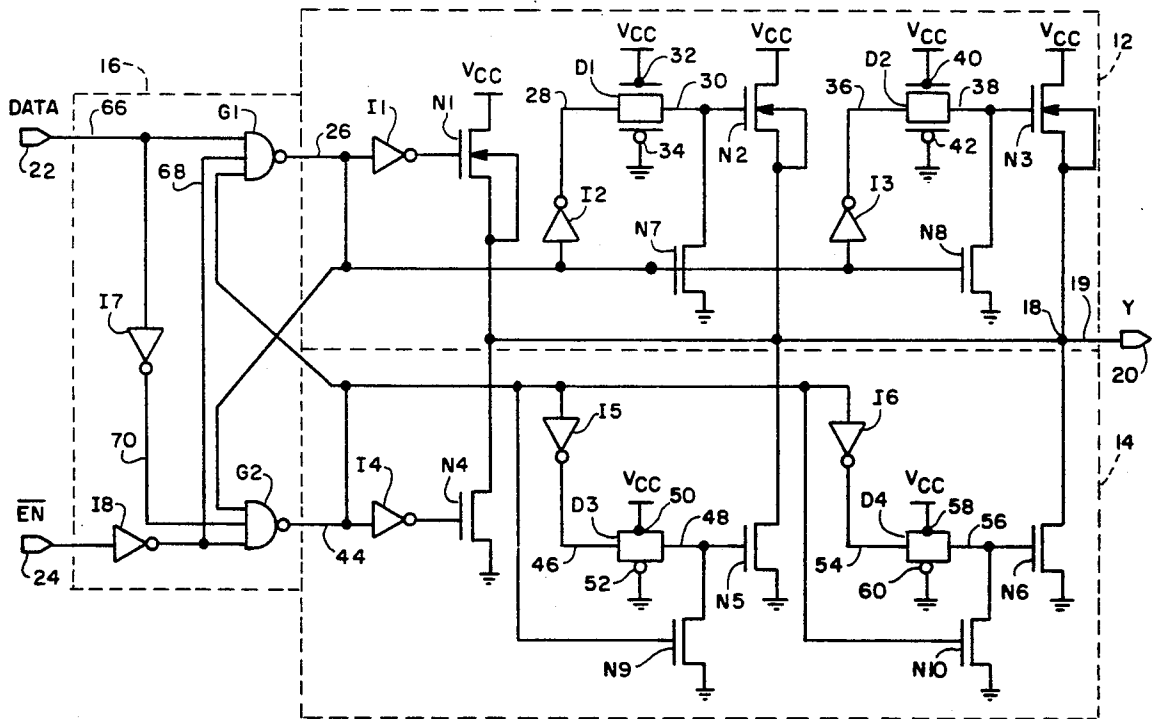 VCC VCC VCC VCC
12
16
D1 32 D2 40
DATA 66 G1 26 I1 N1 28 30 36 38
22 68 34 N2 42 N3
I2 I3
N7 N8
I7 18 19 Y
20
70 G2 I4 N4 I5 I6 14
EN I8 VCC VCC
24 44 D3 50 48 D4 58 56
46 52 N5 54 60 N6
N9 N10